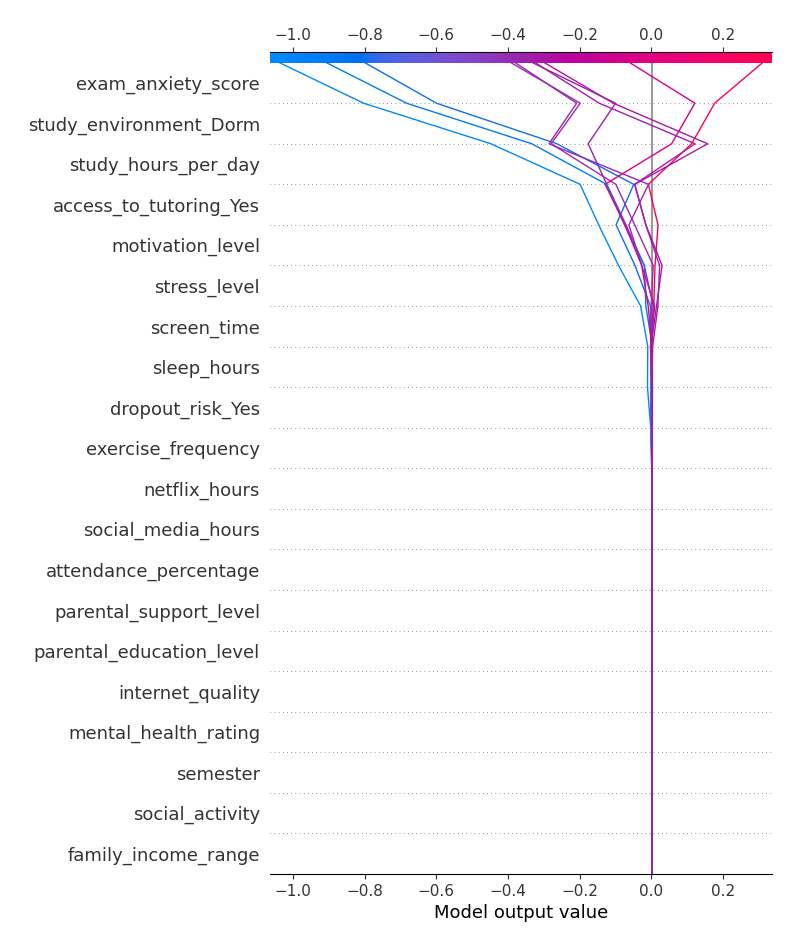 −1.0 −0.8 −0.6 −0.4 −0.2 0.0 0.2
exam_anxiety_score
study_environment_Dorm
study_hours_per_day
access_to_tutoring_Yes
motivation_level
stress_level
screen_time
sleep_hours
dropout_risk_Yes
exercise_frequency
netflix_hours
social_media_hours
attendance_percentage
parental_support_level
parental_education_level
internet_quality
mental_health_rating
semester
social_activity
family_income_range
−1.0 −0.8 −0.6 −0.4 −0.2 0.0 0.2
Model output value